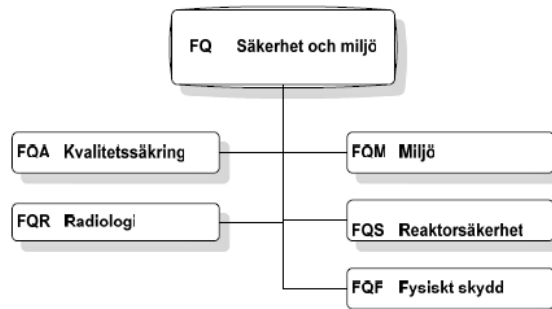 FQ Säkerhet och miljö
FQA Kvalitetssäkring
FQM Miljö
FQR Radiologi
FQS Reaktorsäkerhet
FQF Fysiskt skydd